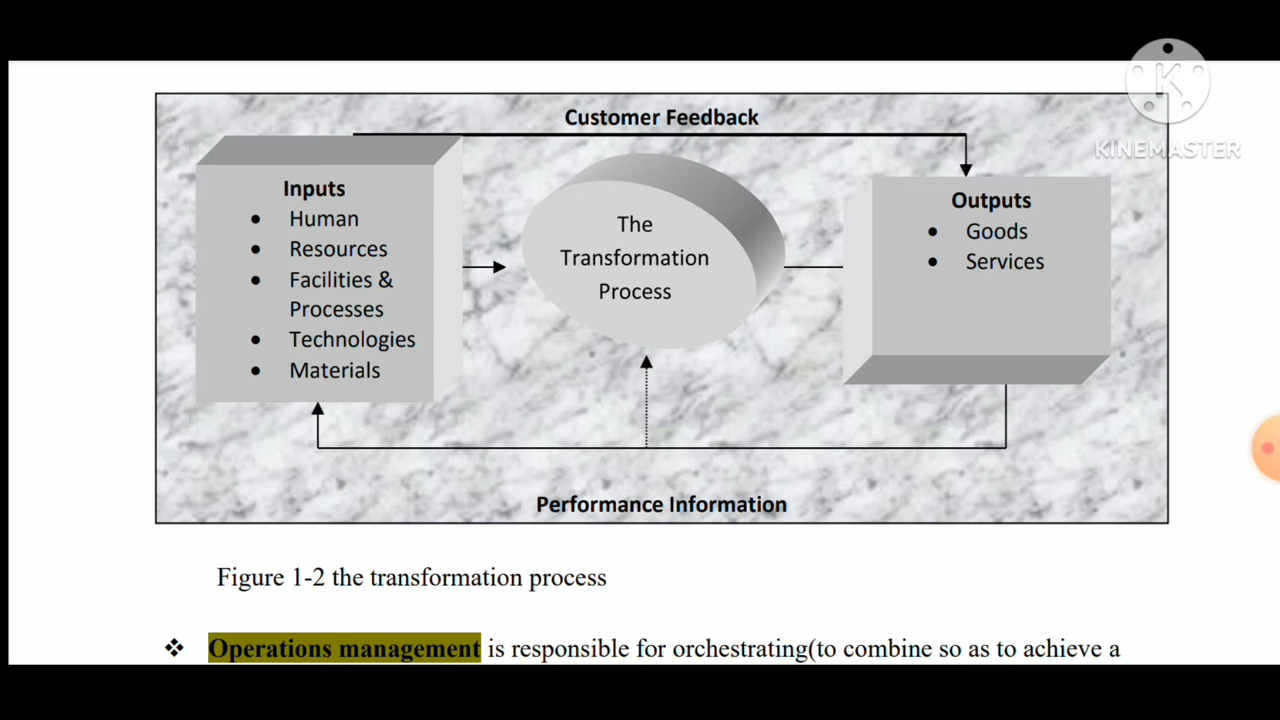 Customer Feedback
KINEMASTER
Inputs
• Human
• Resources
• Facilities &
Processes
• Technologies
• Materials
The
Transformation
Process
Outputs
• Goods
• Services
Performance Information
Figure 1-2 the transformation process
❖ Operations management is responsible for orchestrating(to combine so as to achieve a